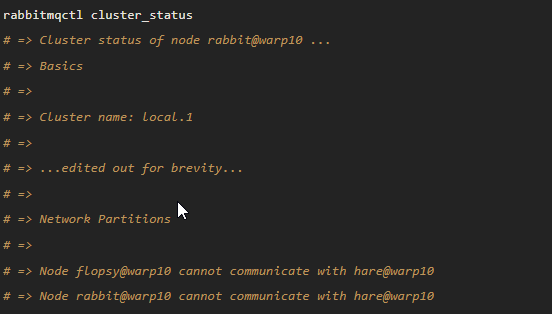 rabbitmqctl cluster_status
# => Cluster status of node rabbit@warp10 ...
# => Basics
# =>
# => Cluster name: local.1
# =>
# => ...edited out for brevity...
# =>
# => Network Partitions
# =>
# => Node flopsy@warp10 cannot communicate with hare@warp10
# => Node rabbit@warp10 cannot communicate with hare@warp10